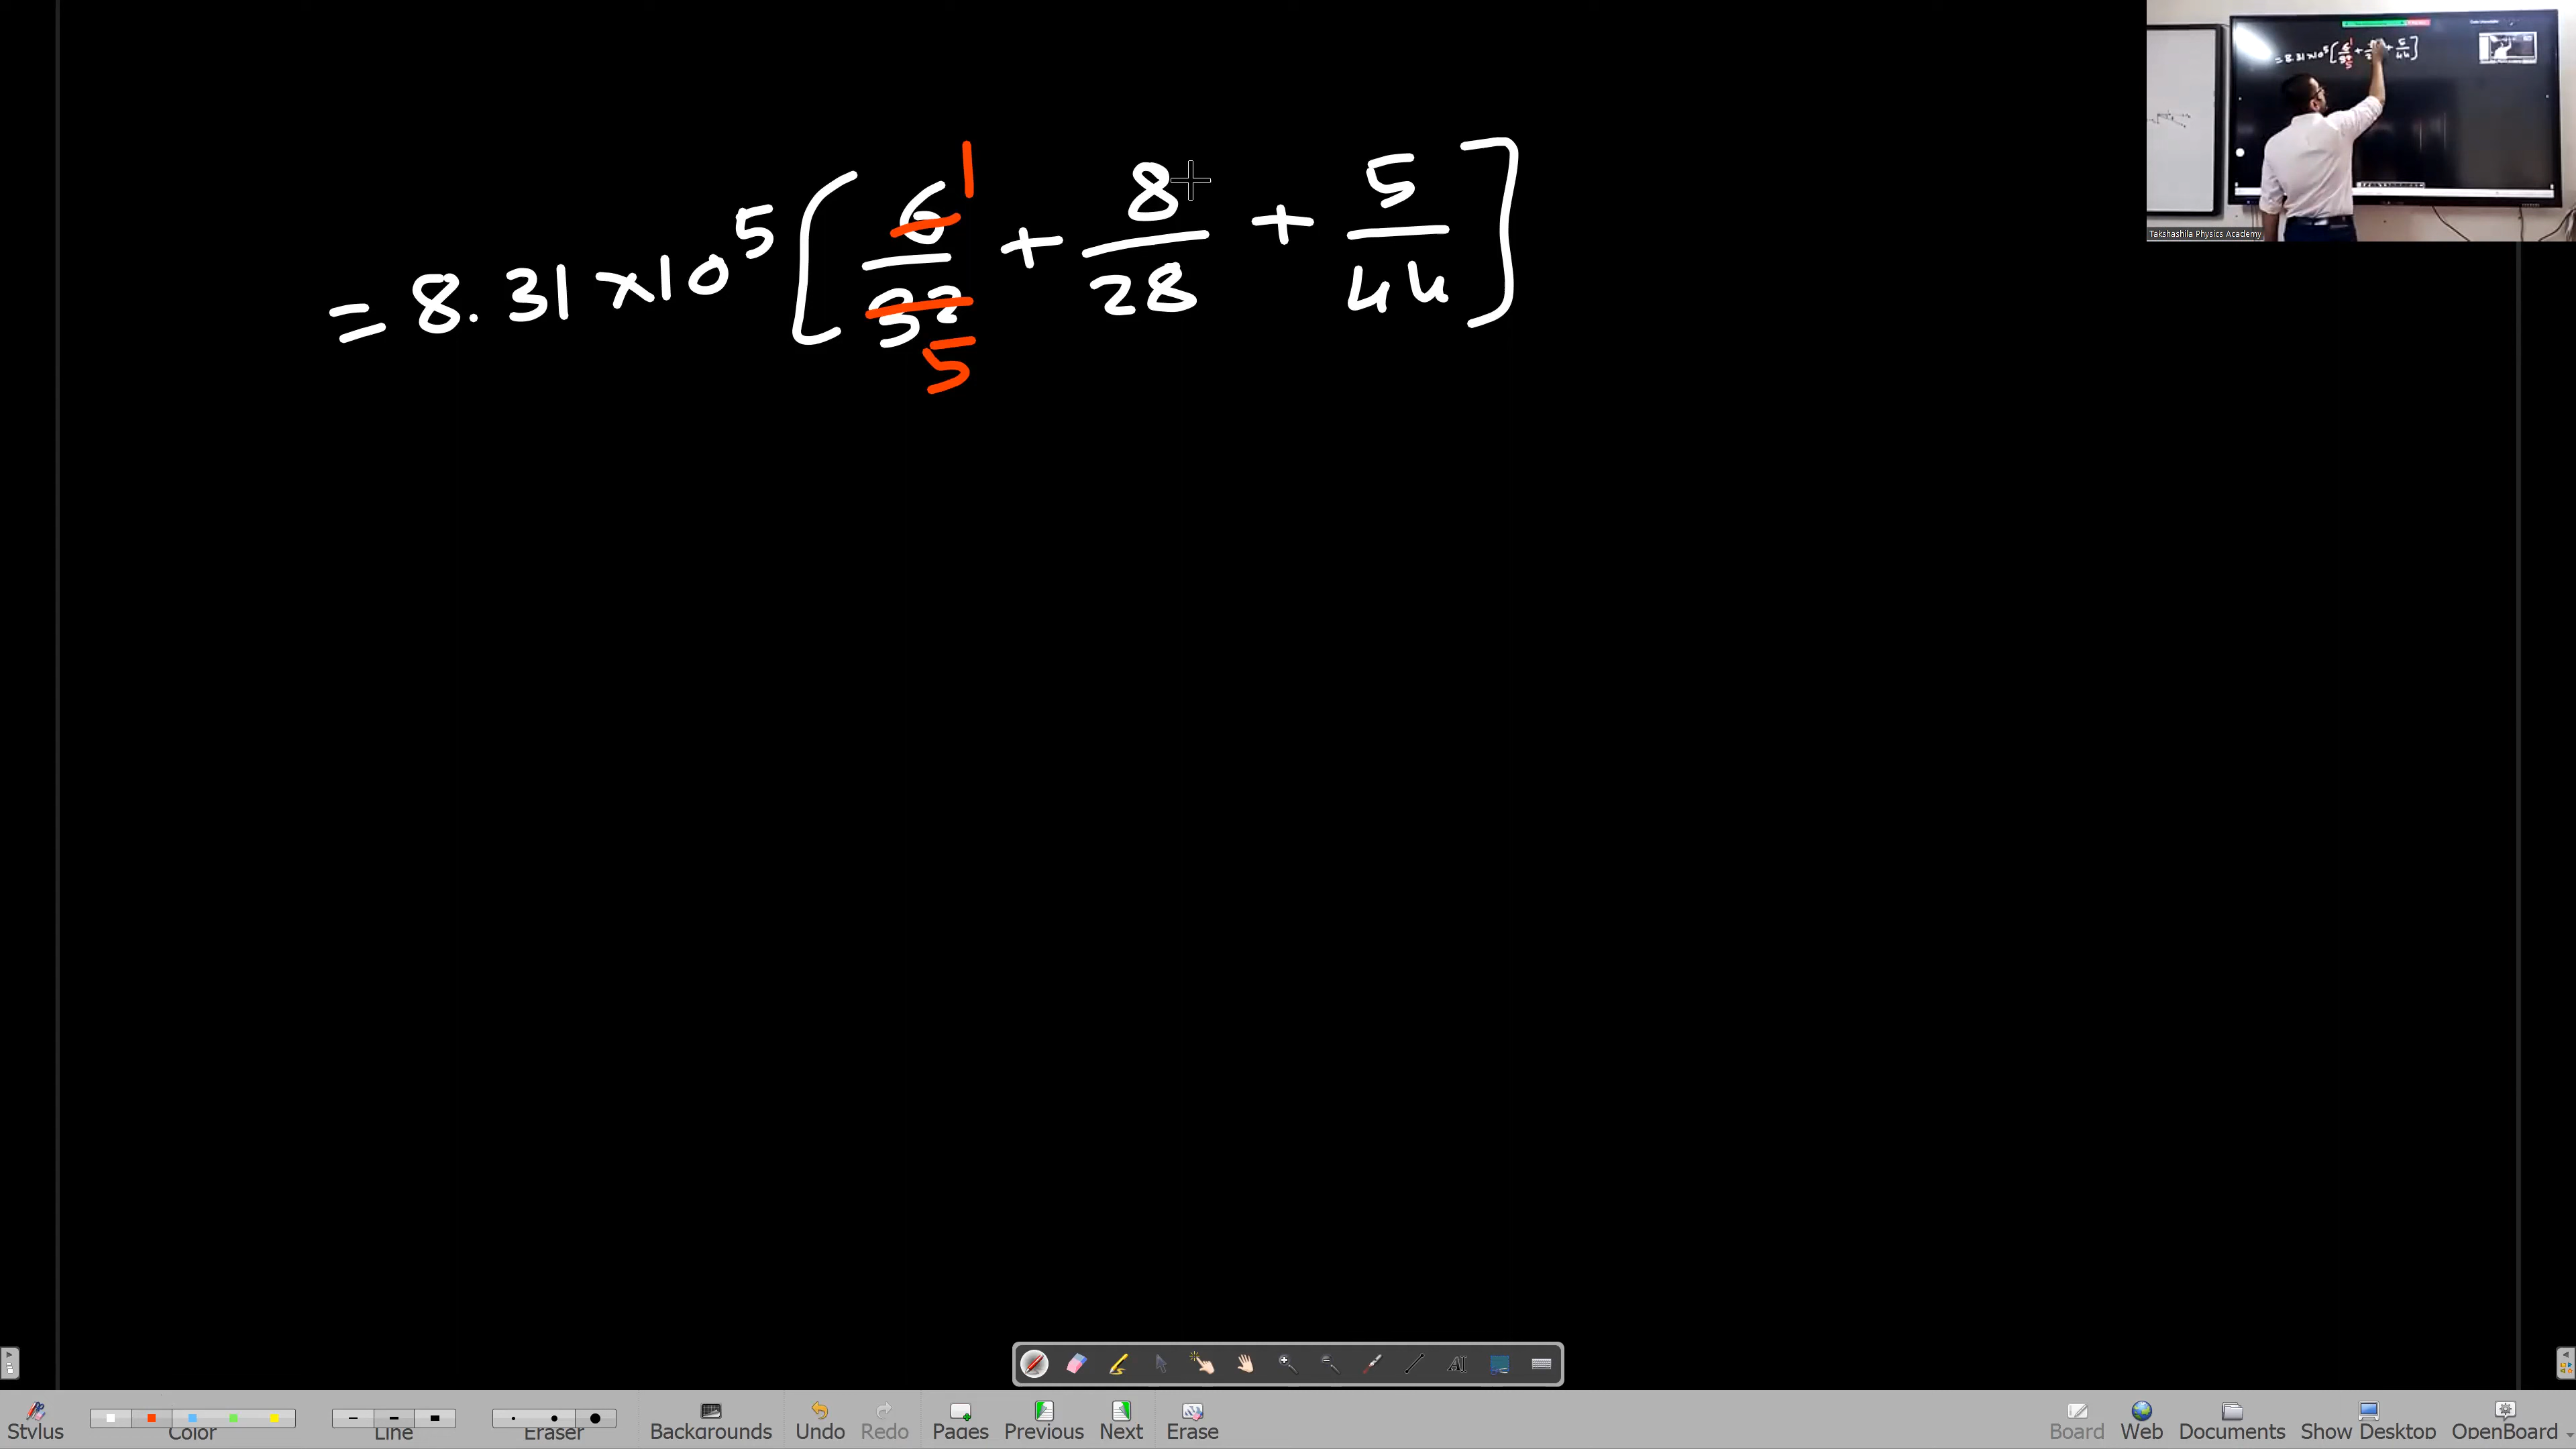 = 8.31 × 10⁵ [ 6/32 1/5 + 8/28 + 5/44 ]
Takshashila Physics Academy
Stylus Color Line Eraser Backgrounds Undo Redo Pages Previous Next Erase Board Web Documents Show Desktop OpenBoard